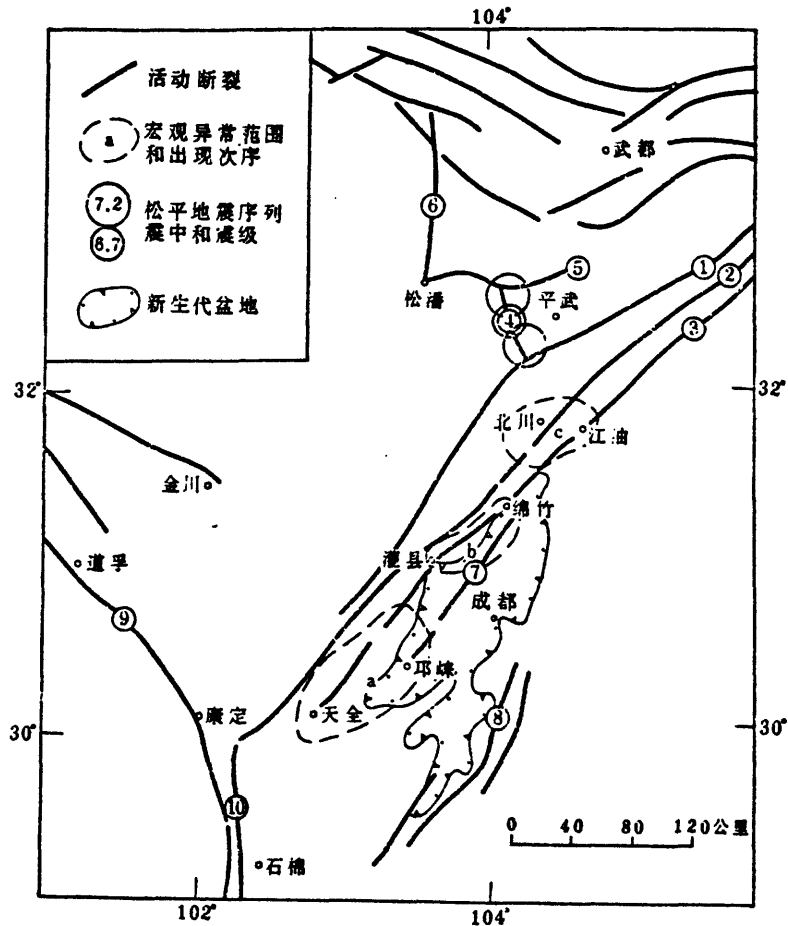 104°
活动断裂
a
宏观异常范围
和出现次序
7.2
6.7
松平地震序列
震中和震级
新生代盆地
武都
6
5
1
2
松潘
平武
4
3
32°
32°
北川
c
江油
金川
绵竹
灌县
b
道孚
7
成都
9
a
邛崃
康定
天全
8
30°
30°
10
0 40 80 120公里
石棉
102°
104°